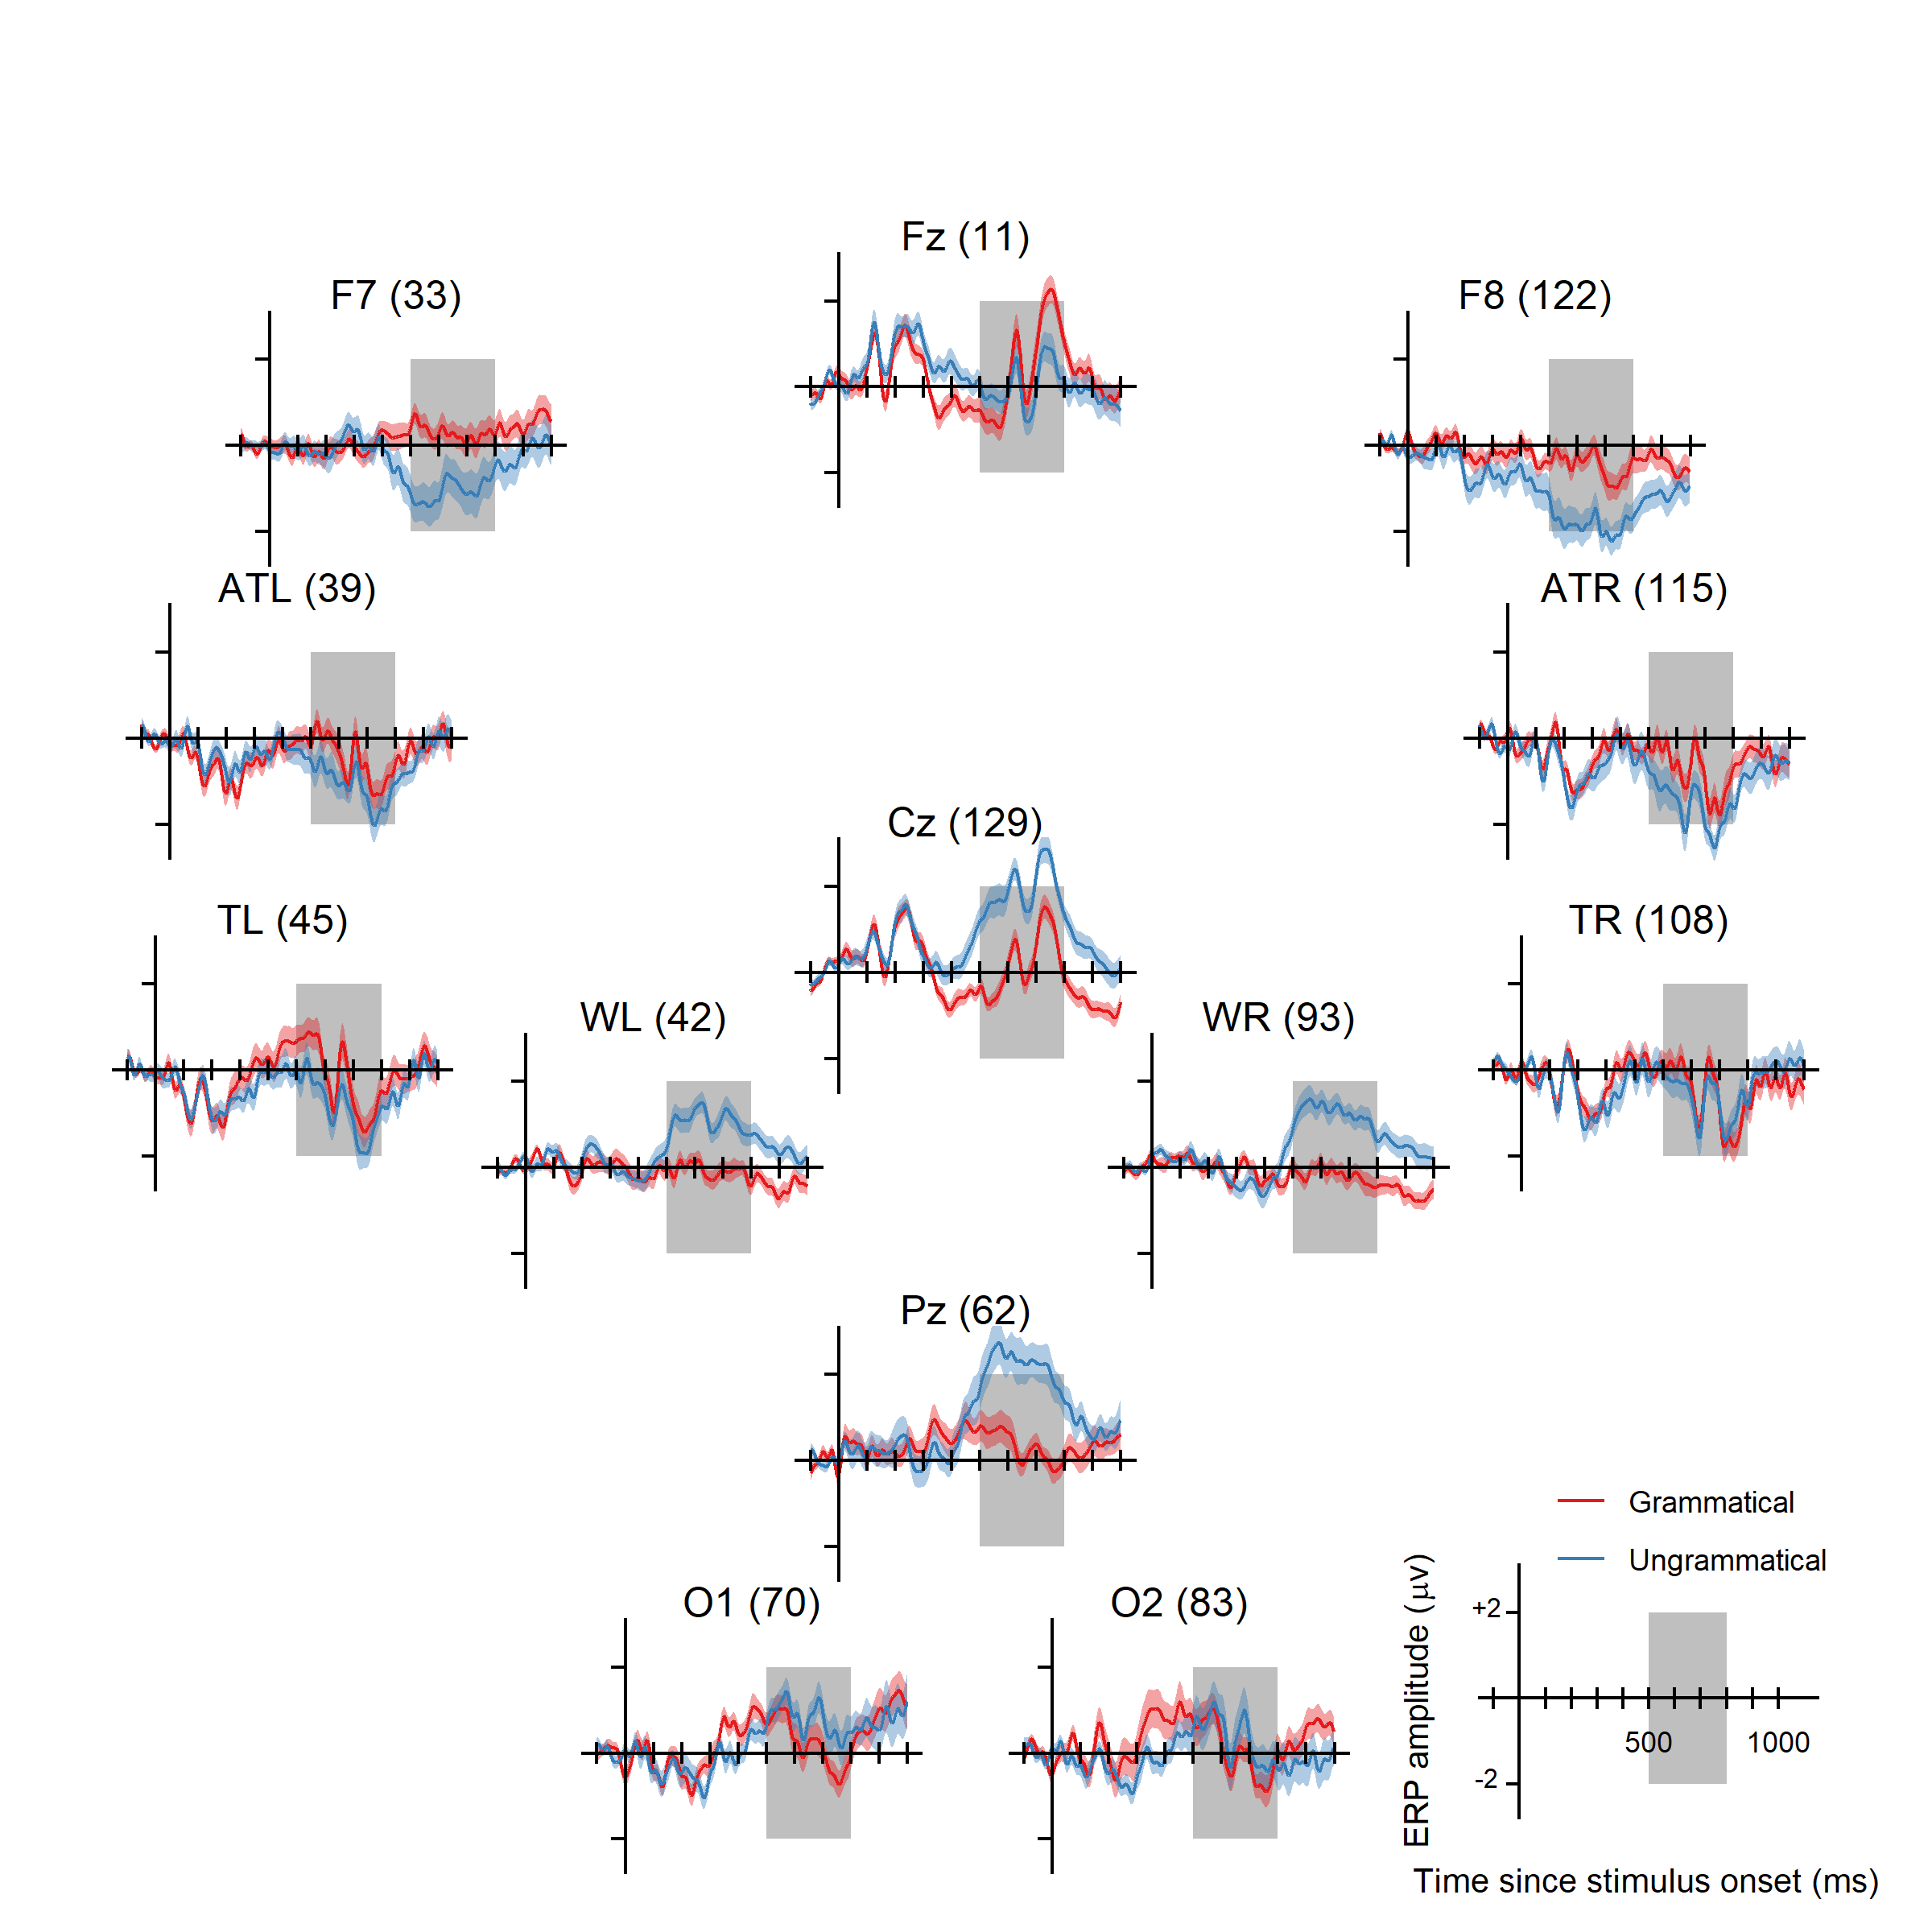 Fz (11)
F7 (33)
F8 (122)
ATL (39)
ATR (115)
Cz (129)
TL (45)
TR (108)
WL (42)
WR (93)
Pz (62)
Grammatical
Ungrammatical
O1 (70)
O2 (83)
ERP amplitude (μv)
+2
-2
500
1000
Time since stimulus onset (ms)